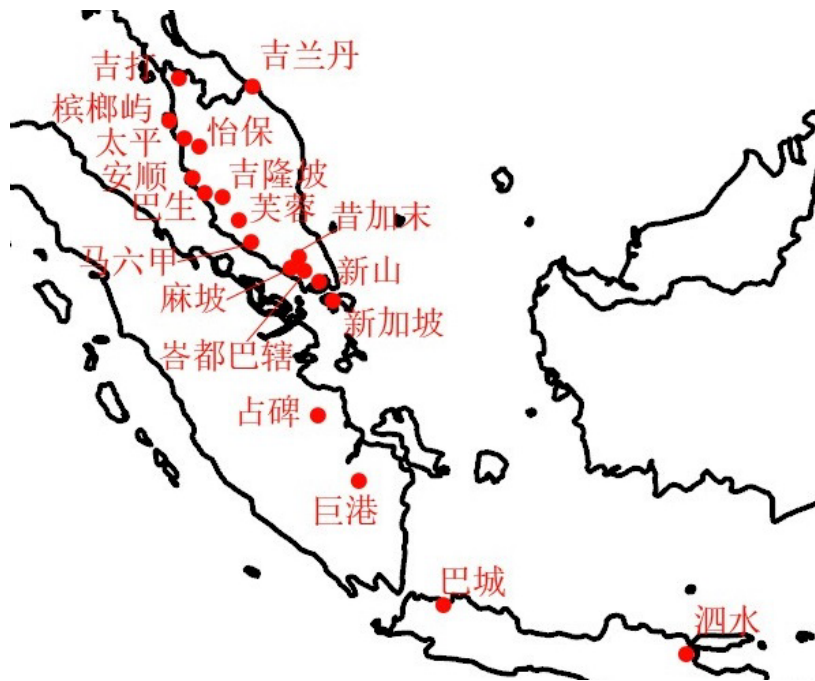 吉打
吉兰丹
槟榔屿
太平
怡保
安顺
吉隆坡
巴生
芙蓉
昔加末
马六甲
新山
麻坡
新加坡
峇都巴辖
占碑
巨港
巴城
泗水